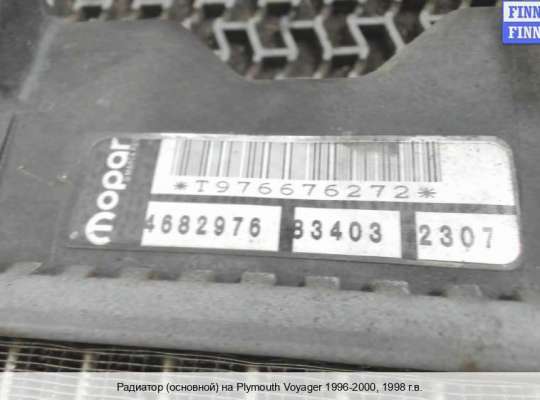 FINN
FINN
mopar
*T976676272*
4682976 83403 2307
Радиатор (основной) на Plymouth Voyager 1996-2000, 1998 г.в.